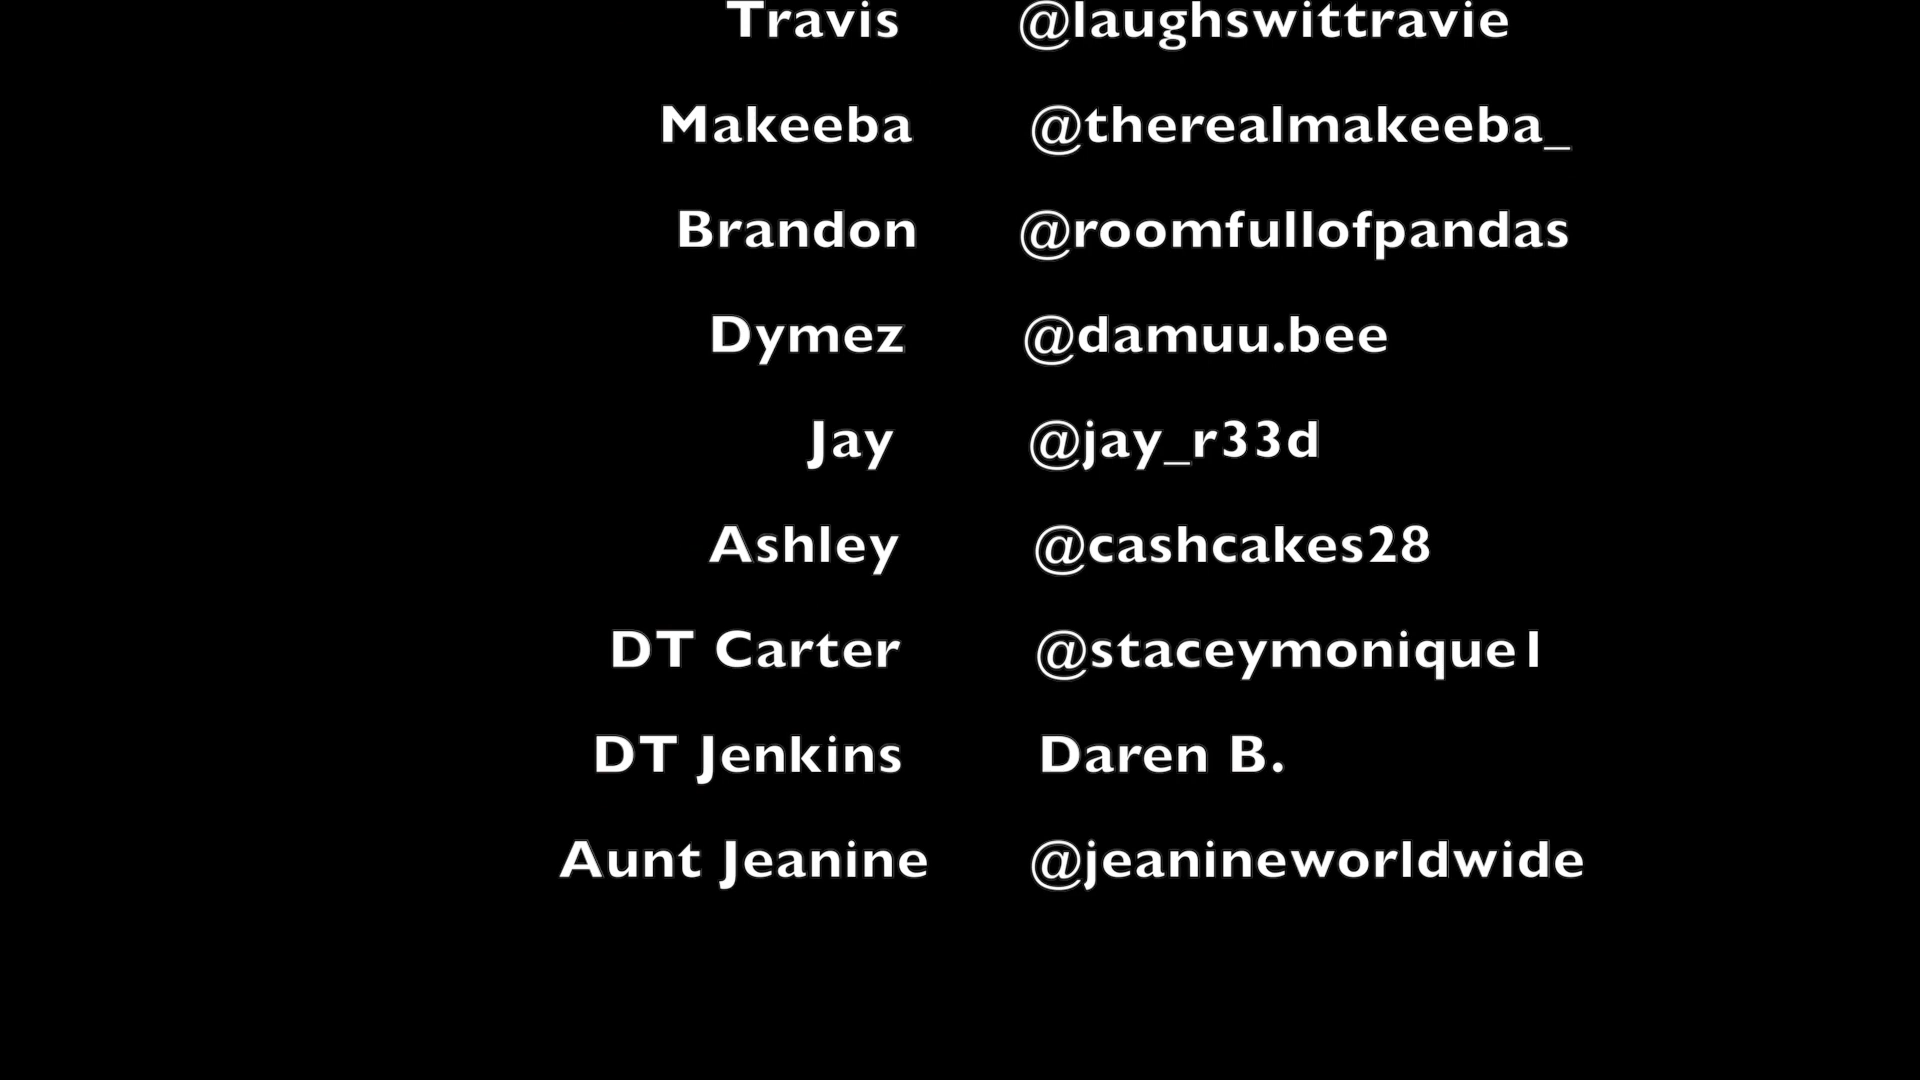 Travis @laughswittravie
Makeeba @therealmakeeba_
Brandon @roomfullofpandas
Dymez @damuu.bee
Jay @jay_r33d
Ashley @cashcakes28
DT Carter @staceymonique1
DT Jenkins Daren B.
Aunt Jeanine @jeanineworldwide